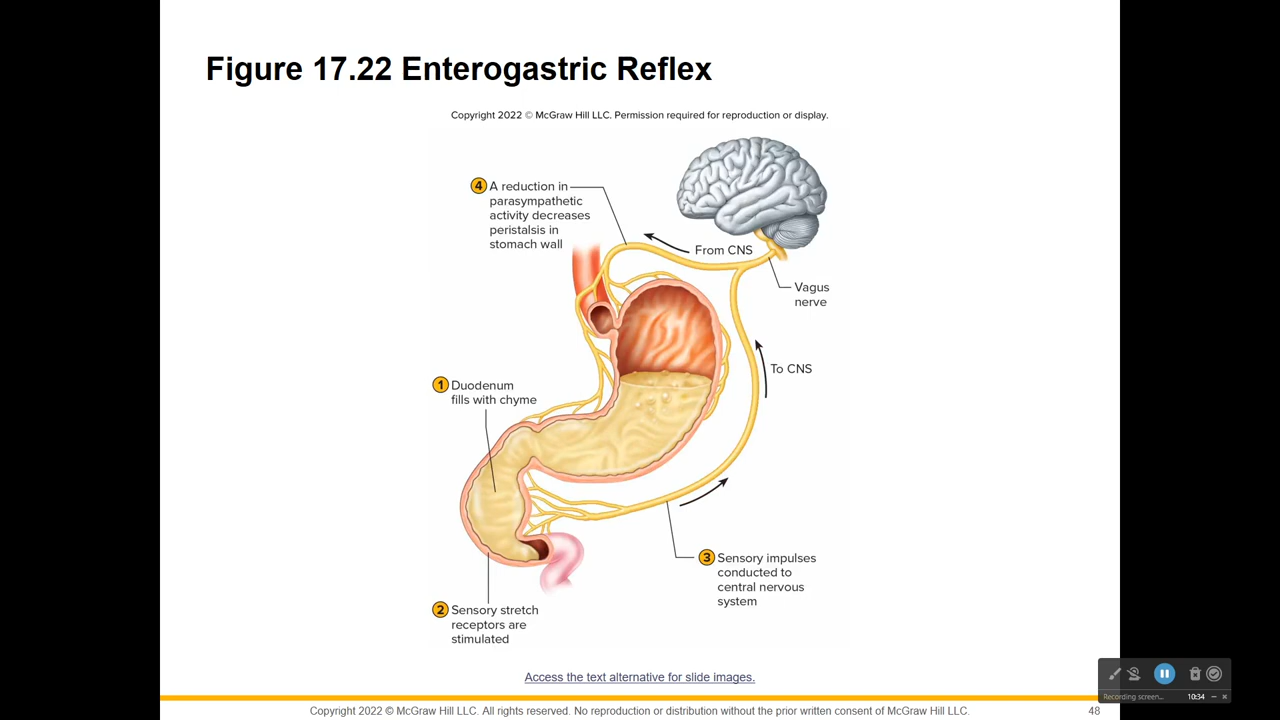 Figure 17.22 Enterogastric Reflex
Copyright 2022 © McGraw Hill LLC. Permission required for reproduction or display.
4 A reduction in
parasympathetic
activity decreases
peristalsis in
stomach wall
From CNS
Vagus
nerve
To CNS
1 Duodenum
fills with chyme
3 Sensory impulses
conducted to
central nervous
system
2 Sensory stretch
receptors are
stimulated
Access the text alternative for slide images.
Copyright 2022 © McGraw Hill LLC. All rights reserved. No reproduction or distribution without the prior written consent of McGraw Hill LLC.
48
Recording screen...
10:34